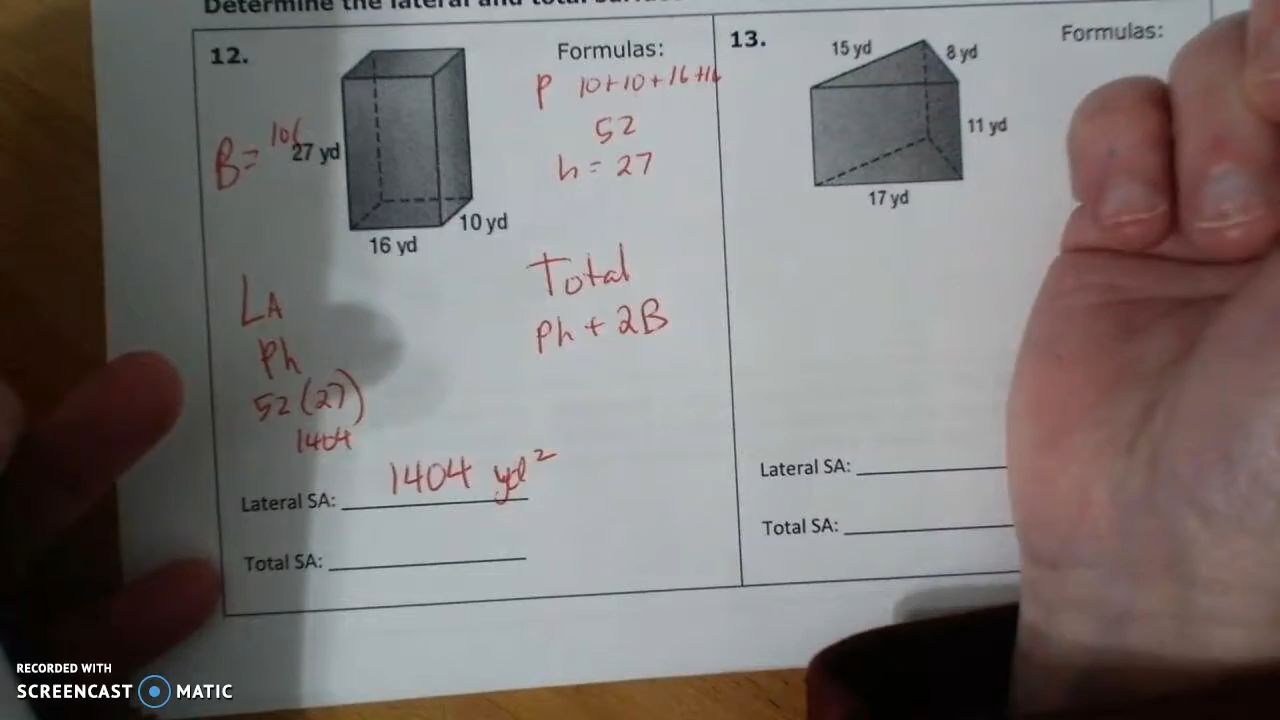 Determine the lateral and total
12.
Formulas:
P 10+10+16+16
52
h = 27
B =
27 yd
16 yd
10 yd
LA
Ph
52(27)
1404
Total
Ph + 2B
Lateral SA: 1404 yd²
Total SA:
13.
Formulas:
15 yd
8 yd
11 yd
17 yd
Lateral SA:
Total SA:
RECORDED WITH
SCREENCAST MATIC